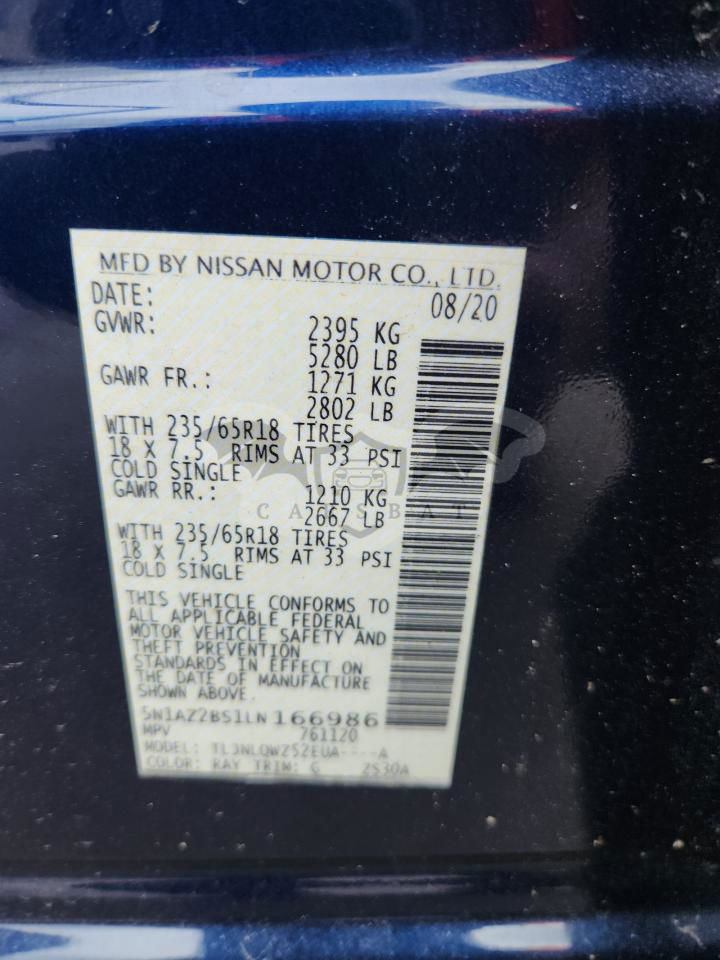 MFD BY NISSAN MOTOR CO., LTD.
DATE: 08/20
GVWR: 2395 KG
5280 LB
GAWR FR.: 1271 KG
2802 LB
WITH 235/65R18 TIRES
18 X 7.5 RIMS AT 33 PSI
COLD SINGLE
GAWR RR.: 1210 KG
2667 LB
WITH 235/65R18 TIRES
18 X 7.5 RIMS AT 33 PSI
COLD SINGLE
CARSBAT
THIS VEHICLE CONFORMS TO
ALL APPLICABLE FEDERAL
MOTOR VEHICLE SAFETY AND
THEFT PREVENTION
STANDARDS IN EFFECT ON
THE DATE OF MANUFACTURE
SHOWN ABOVE.
5N1AZ2BS1LN166986
MPV 761120
MODEL: TLJNLQWZ52EUA----A
COLOR: RAY TRIM: G 2S30A